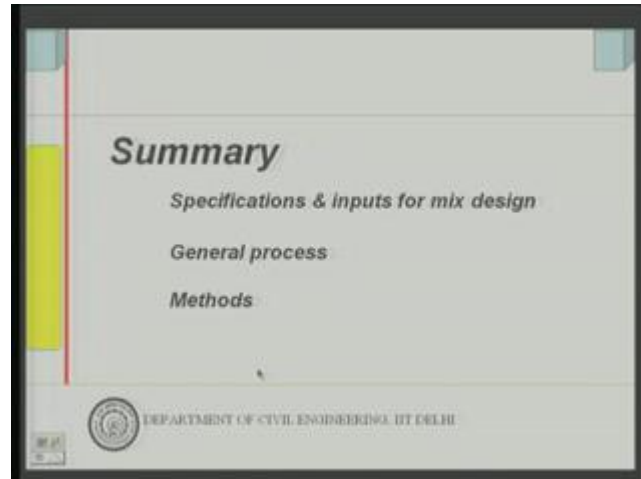 Summary
Specifications & inputs for mix design
General process
Methods
DEPARTMENT OF CIVIL ENGINEERING, IIT DELHI